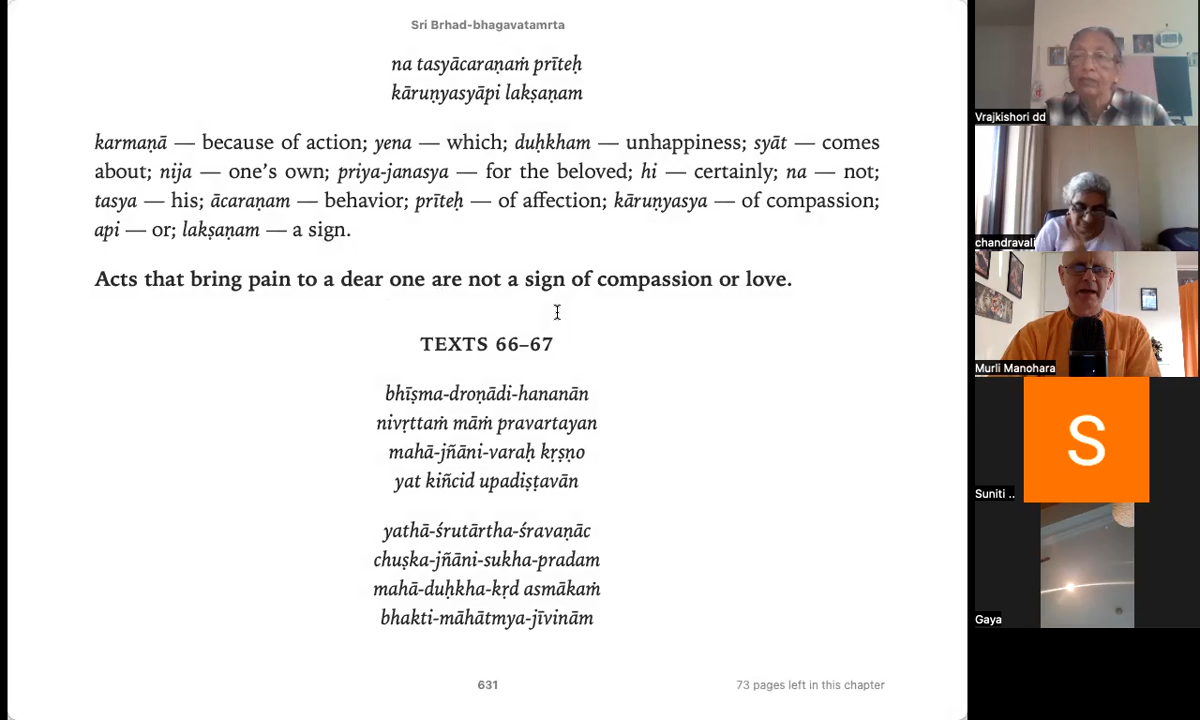 Sri Brhad-bhagavatamrta
na tasyācaraṇaṁ prīteḥ
kāruṇyasyāpi lakṣaṇam
karmaṇā — because of action; yena — which; duḥkham — unhappiness; syāt — comes
about; nija — one’s own; priya-janasya — for the beloved; hi — certainly; na — not;
tasya — his; ācaraṇam — behavior; prīteḥ — of affection; kāruṇyasya — of compassion;
api — or; lakṣaṇam — a sign.
Acts that bring pain to a dear one are not a sign of compassion or love.
TEXTS 66–67
bhīṣma-droṇādi-hananān
nivṛttaṁ māṁ pravartayan
mahā-jñāni-varaḥ kṛṣṇo
yat kiñcid upadiṣṭavān
yathā-śrutārtha-śravaṇāc
chuṣka-jñāni-sukha-pradam
mahā-duḥkha-kṛd asmākaṁ
bhakti-māhātmya-jīvinām
631
73 pages left in this chapter
Vrajkishori dd
chandravali
Murli Manohara
S
Suniti ..
Gaya